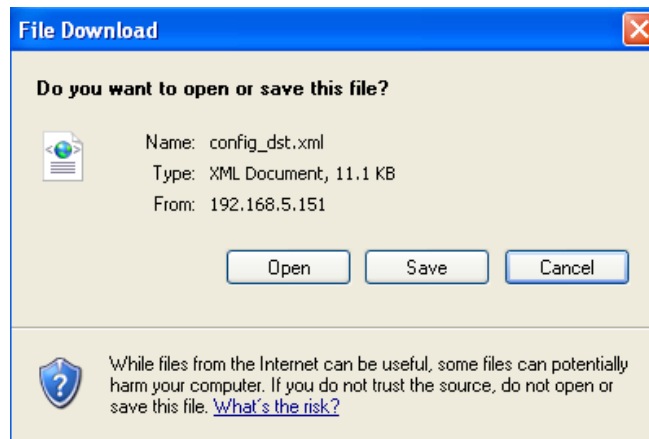 File Download
Do you want to open or save this file?
Name: config_dst.xml
Type: XML Document, 11.1 KB
From: 192.168.5.151
Open Save Cancel
While files from the Internet can be useful, some files can potentially
harm your computer. If you do not trust the source, do not open or
save this file. What's the risk?